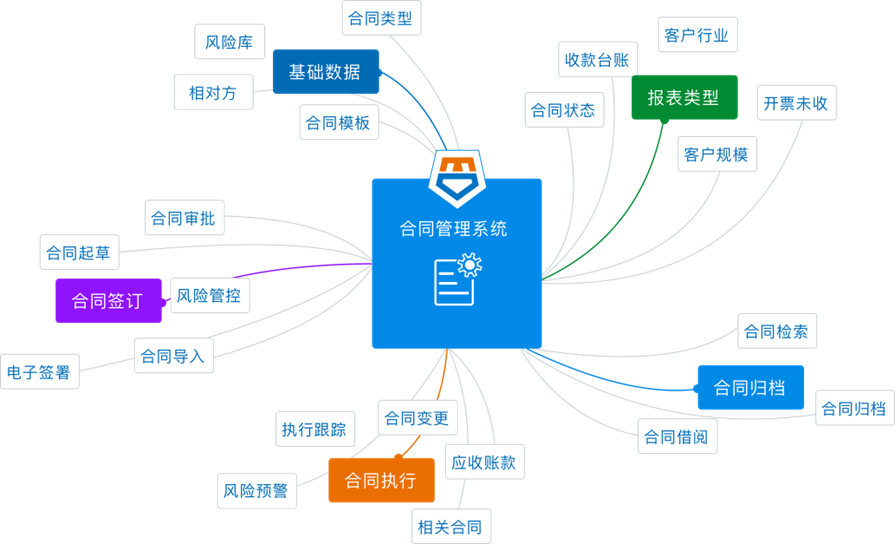 合同类型
风险库
基础数据
相对方
合同模板
客户行业
收款台账
报表类型
合同状态
开票未收
客户规模
合同管理系统
合同审批
合同起草
合同签订
风险管控
合同导入
电子签署
合同检索
合同归档
合同归档
合同借阅
合同变更
执行跟踪
应收账款
合同执行
风险预警
相关合同